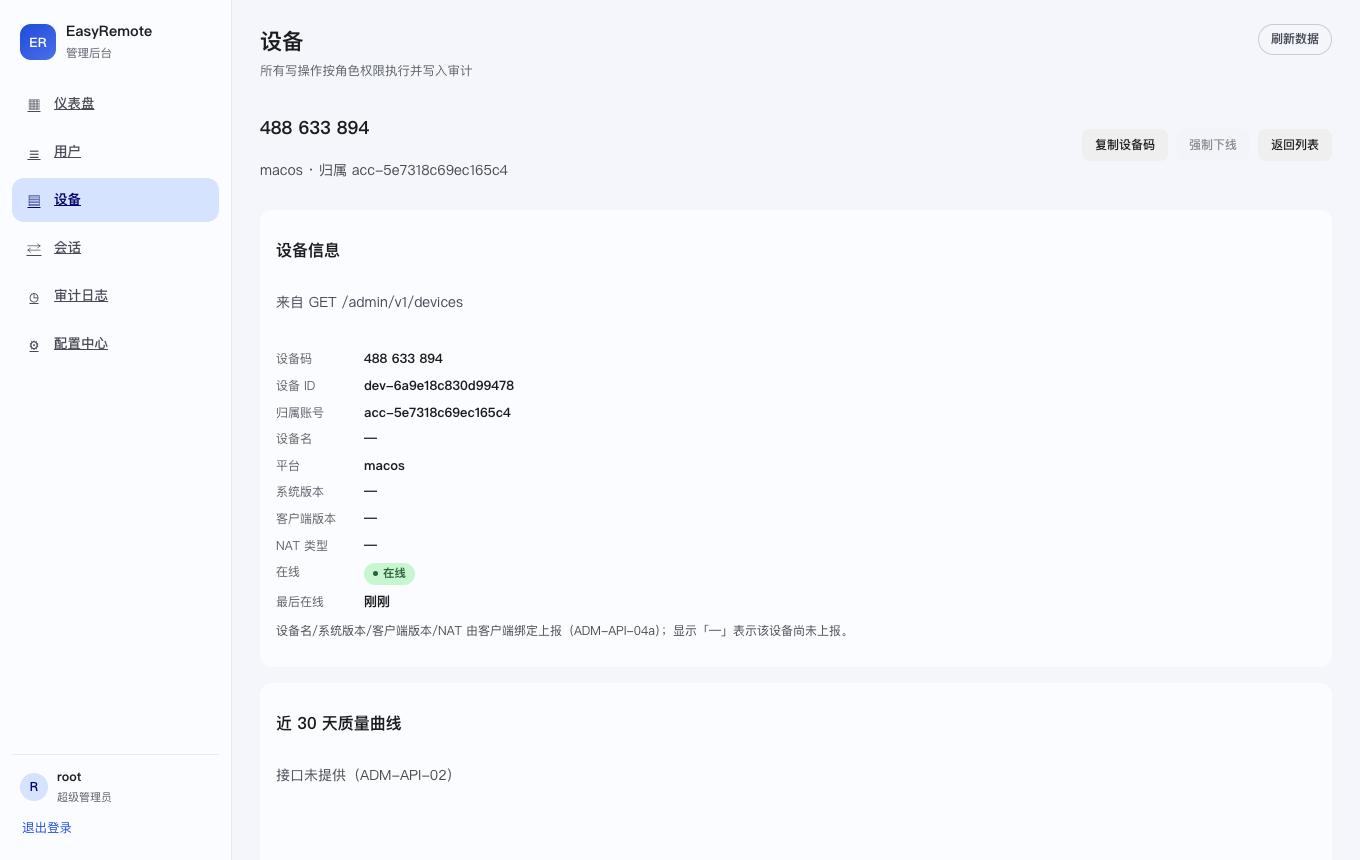 ER
EasyRemote
管理后台
仪表盘
用户
设备
会话
审计日志
配置中心
R
root
超级管理员
退出登录
设备
所有写操作按角色权限执行并写入审计
刷新数据
488 633 894
macos · 归属 acc-5e7318c69ec165c4
复制设备码
强制下线
返回列表
设备信息
来自 GET /admin/v1/devices
设备码 488 633 894
设备 ID dev-6a9e18c830d99478
归属账号 acc-5e7318c69ec165c4
设备名 —
平台 macos
系统版本 —
客户端版本 —
NAT 类型 —
在线 在线
最后在线 刚刚
设备名/系统版本/客户端版本/NAT 由客户端绑定上报（ADM-API-04a）；显示「—」表示该设备尚未上报。
近 30 天质量曲线
接口未提供（ADM-API-02）